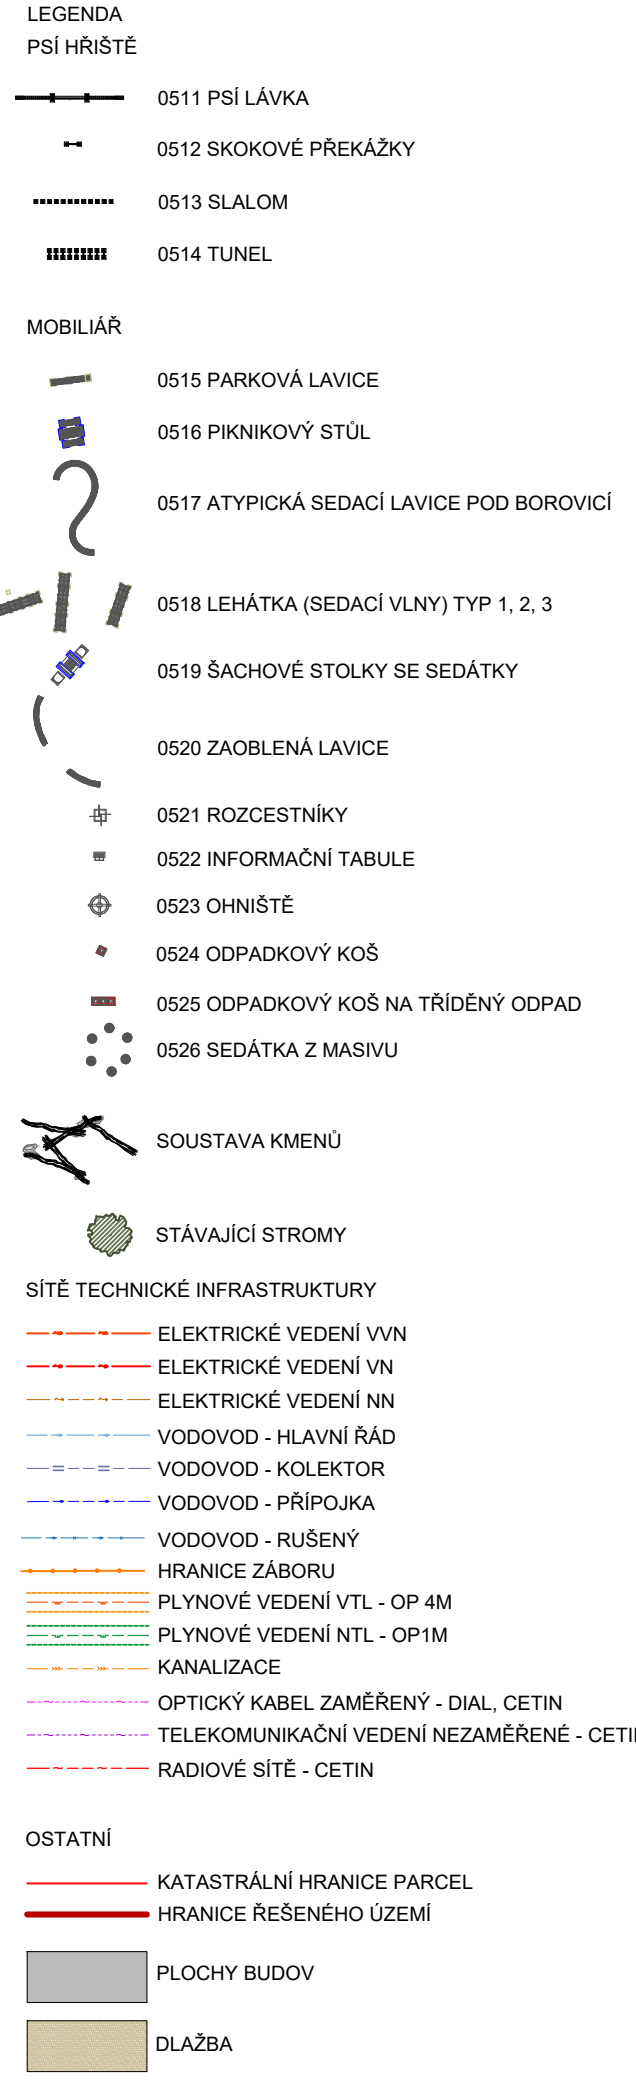 LEGENDA
PSÍ HŘIŠTĚ
0511 PSÍ LÁVKA
0512 SKOKOVÉ PŘEKÁŽKY
0513 SLALOM
0514 TUNEL
MOBILIÁŘ
0515 PARKOVÁ LAVICE
0516 PIKNIKOVÝ STŮL
0517 ATYPICKÁ SEDACÍ LAVICE POD BOROVICÍ
0518 LEHÁTKA (SEDACÍ VLNY) TYP 1, 2, 3
0519 ŠACHOVÉ STOLKY SE SEDÁTKY
0520 ZAOBLENÁ LAVICE
0521 ROZCESTNÍKY
0522 INFORMAČNÍ TABULE
0523 OHNIŠTĚ
0524 ODPADKOVÝ KOŠ
0525 ODPADKOVÝ KOŠ NA TŘÍDĚNÝ ODPAD
0526 SEDÁTKA Z MASIVU
SOUSTAVA KMENŮ
STÁVAJÍCÍ STROMY
SÍTĚ TECHNICKÉ INFRASTRUKTURY
ELEKTRICKÉ VEDENÍ VVN
ELEKTRICKÉ VEDENÍ VN
ELEKTRICKÉ VEDENÍ NN
VODOVOD - HLAVNÍ ŘÁD
VODOVOD - KOLEKTOR
VODOVOD - PŘÍPOJKA
VODOVOD - RUŠENÝ
HRANICE ZÁBORU
PLYNOVÉ VEDENÍ VTL - OP 4M
PLYNOVÉ VEDENÍ NTL - OP1M
KANALIZACE
OPTICKÝ KABEL ZAMĚŘENÝ - DIAL, CETIN
TELEKOMUNIKAČNÍ VEDENÍ NEZAMĚŘENÉ - CETI
RADIOVÉ SÍTĚ - CETIN
OSTATNÍ
KATASTRÁLNÍ HRANICE PARCEL
HRANICE ŘEŠENÉHO ÚZEMÍ
PLOCHY BUDOV
DLAŽBA